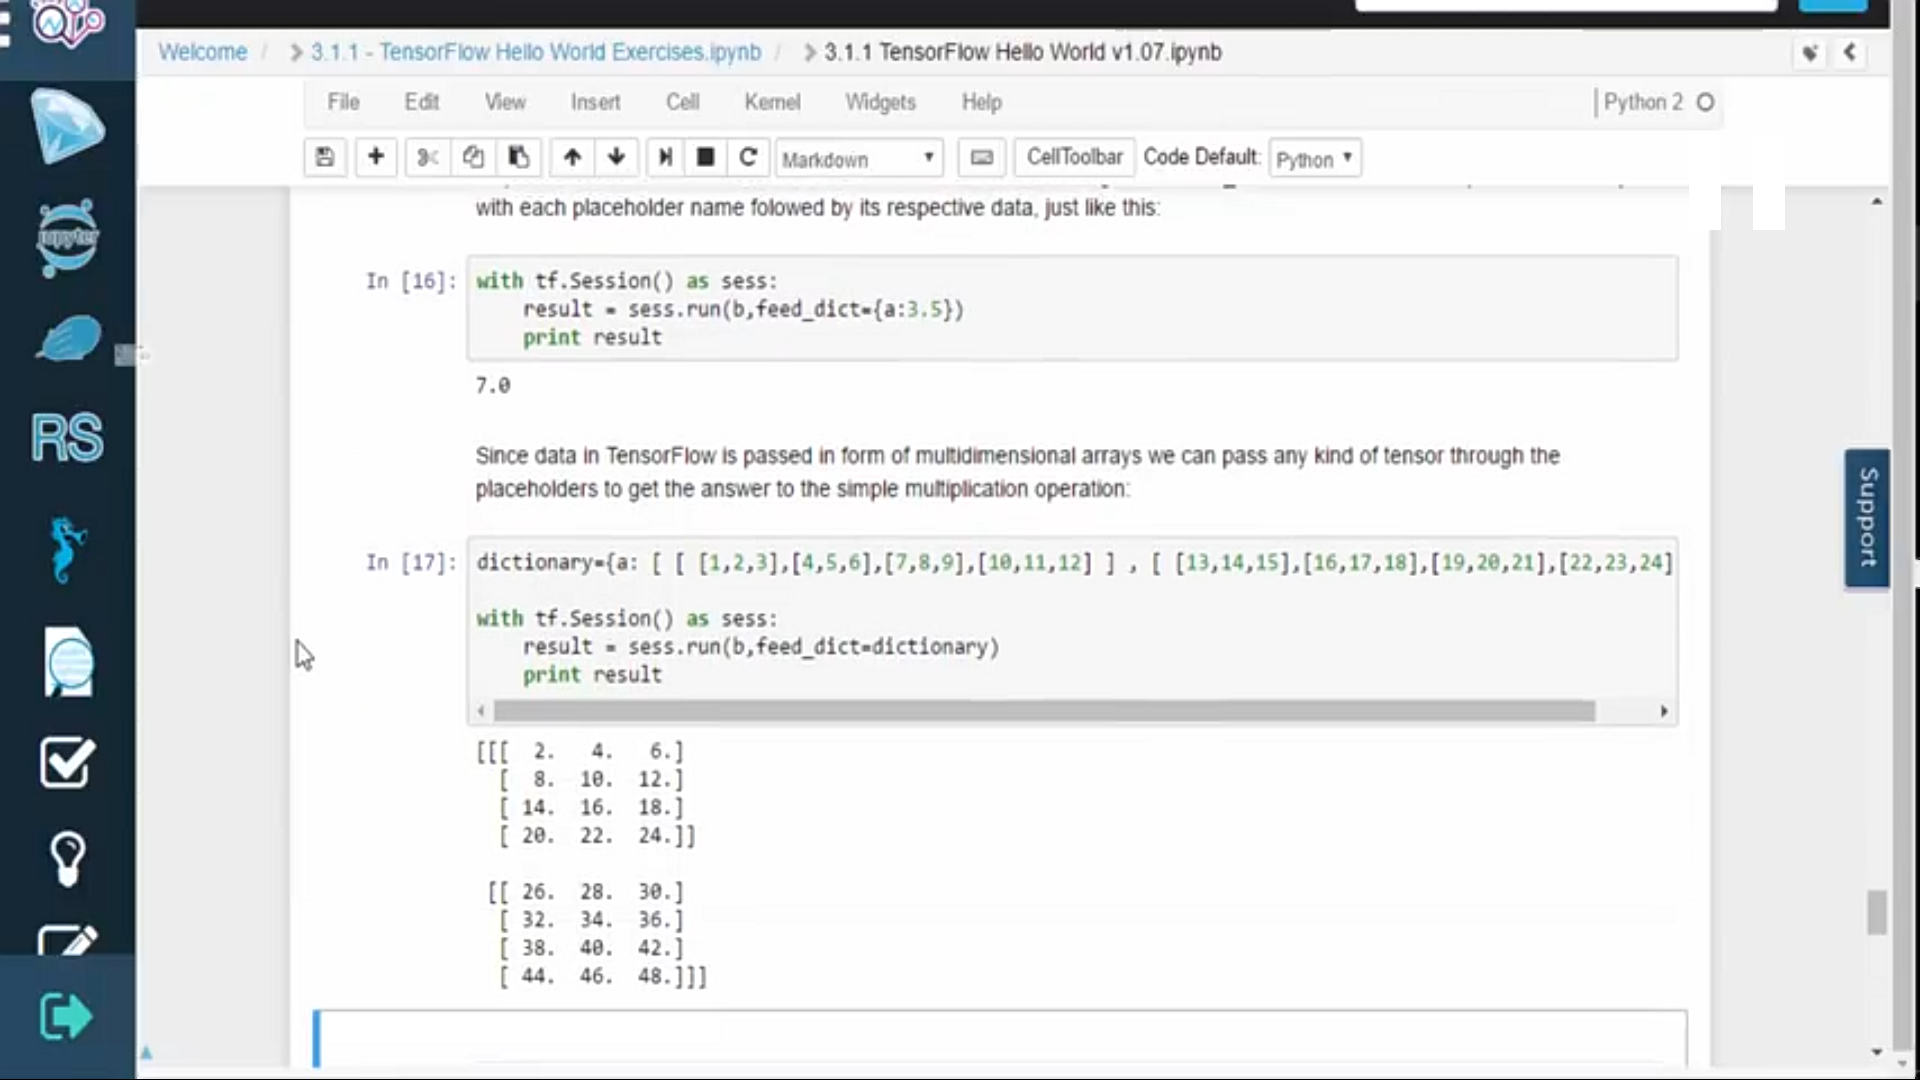 Welcome / > 3.1.1 - TensorFlow Hello World Exercises.ipynb / > 3.1.1 TensorFlow Hello World v1.07.ipynb
File Edit View Insert Cell Kernel Widgets Help Python 2
Markdown CellToolbar Code Default: Python
with each placeholder name folowed by its respective data, just like this:
In [16]: with tf.Session() as sess:
result = sess.run(b,feed_dict={a:3.5})
print result
7.0
Since data in TensorFlow is passed in form of multidimensional arrays we can pass any kind of tensor through the
placeholders to get the answer to the simple multiplication operation:
In [17]: dictionary={a: [ [ [1,2,3],[4,5,6],[7,8,9],[10,11,12] ] , [ [13,14,15],[16,17,18],[19,20,21],[22,23,24]
with tf.Session() as sess:
result = sess.run(b,feed_dict=dictionary)
print result
[[[ 2. 4. 6.]
[ 8. 10. 12.]
[ 14. 16. 18.]
[ 20. 22. 24.]]
[[ 26. 28. 30.]
[ 32. 34. 36.]
[ 38. 40. 42.]
[ 44. 46. 48.]]]
jupyter
RS
Support